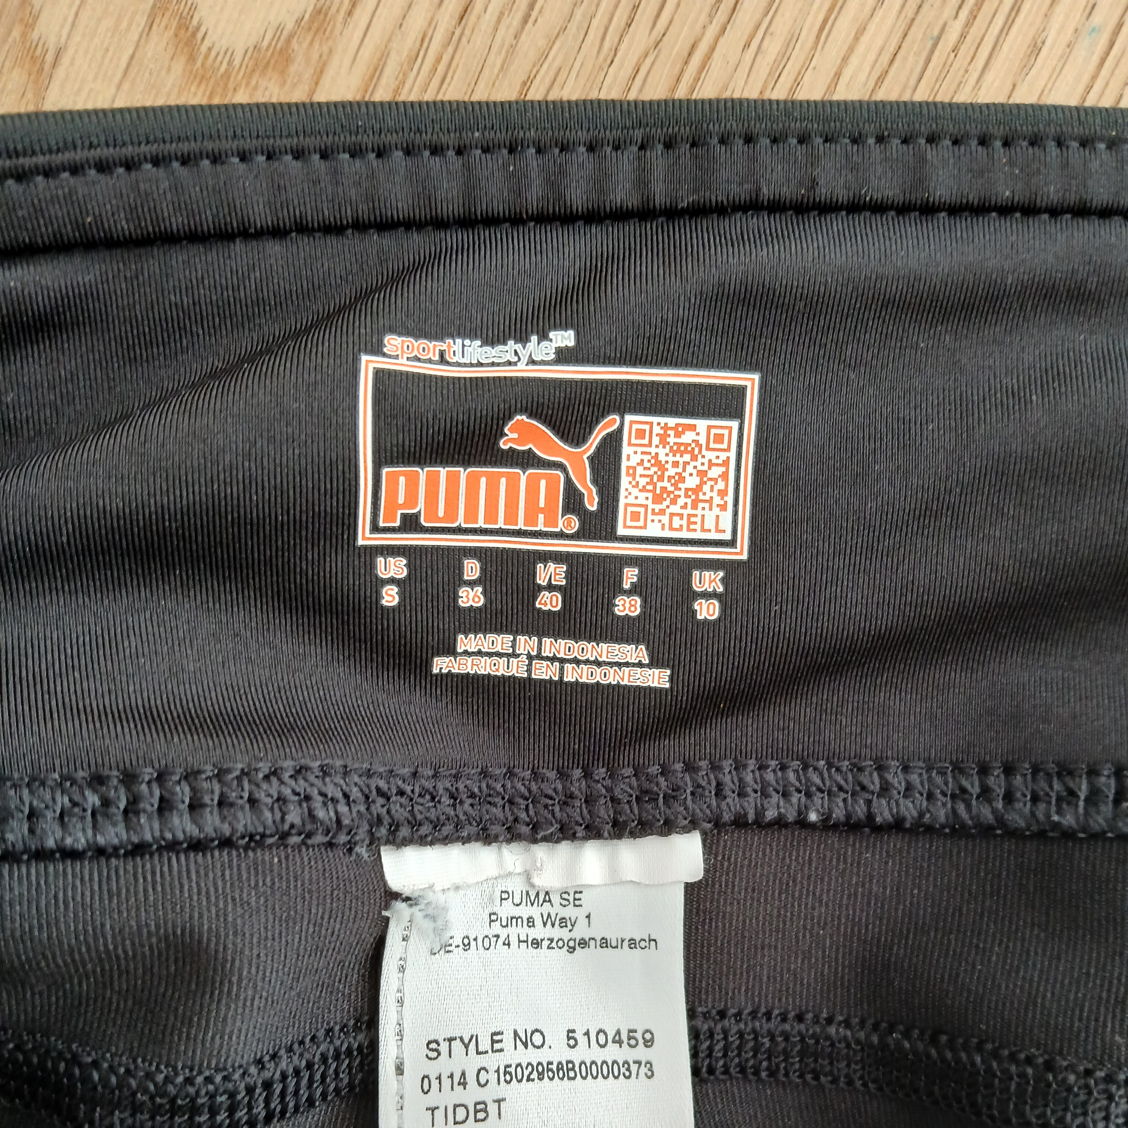 sportlifestyle™
PUMA®
CELL
US D I/E F UK
S 36 40 38 10
MADE IN INDONESIA
FABRIQUÉ EN INDONESIE
PUMA SE
Puma Way 1
DE-91074 Herzogenaurach
STYLE NO. 510459
0114 C1502956B0000373
TIDBT